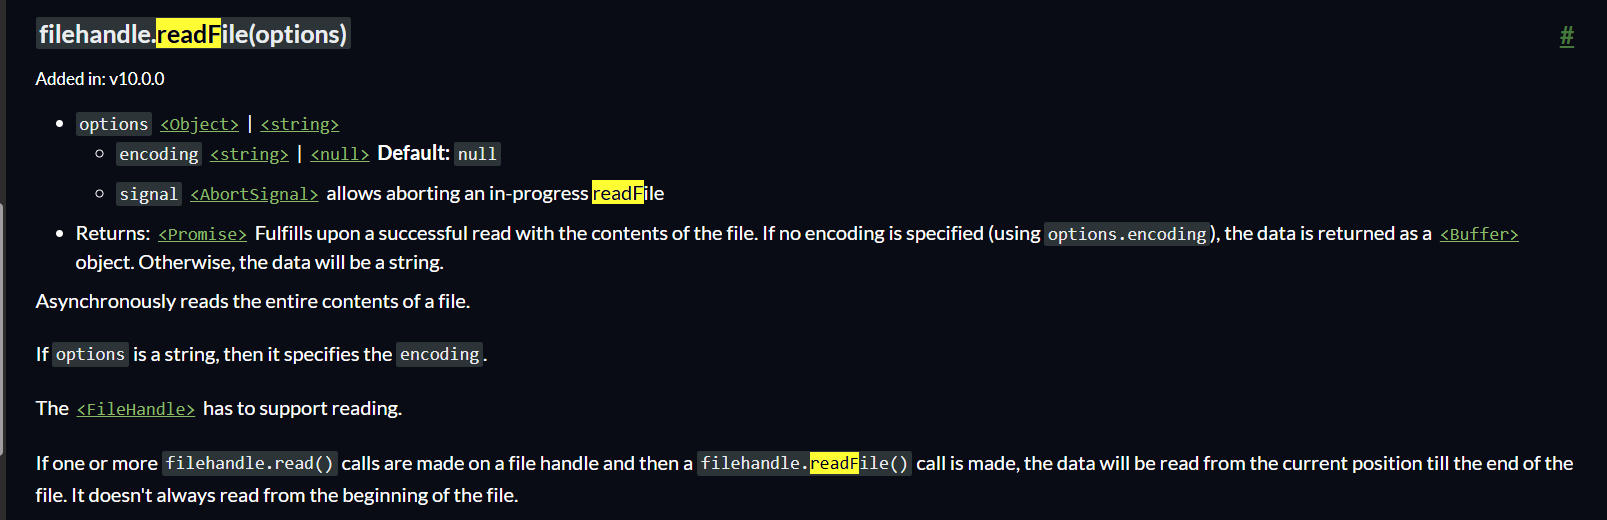 filehandle.readFile(options)
#
Added in: v10.0.0
options <Object> | <string>
encoding <string> | <null> Default: null
signal <AbortSignal> allows aborting an in-progress readFile
Returns: <Promise> Fulfills upon a successful read with the contents of the file. If no encoding is specified (using options.encoding), the data is returned as a <Buffer>
object. Otherwise, the data will be a string.
Asynchronously reads the entire contents of a file.
If options is a string, then it specifies the encoding.
The <FileHandle> has to support reading.
If one or more filehandle.read() calls are made on a file handle and then a filehandle.readFile() call is made, the data will be read from the current position till the end of the
file. It doesn't always read from the beginning of the file.